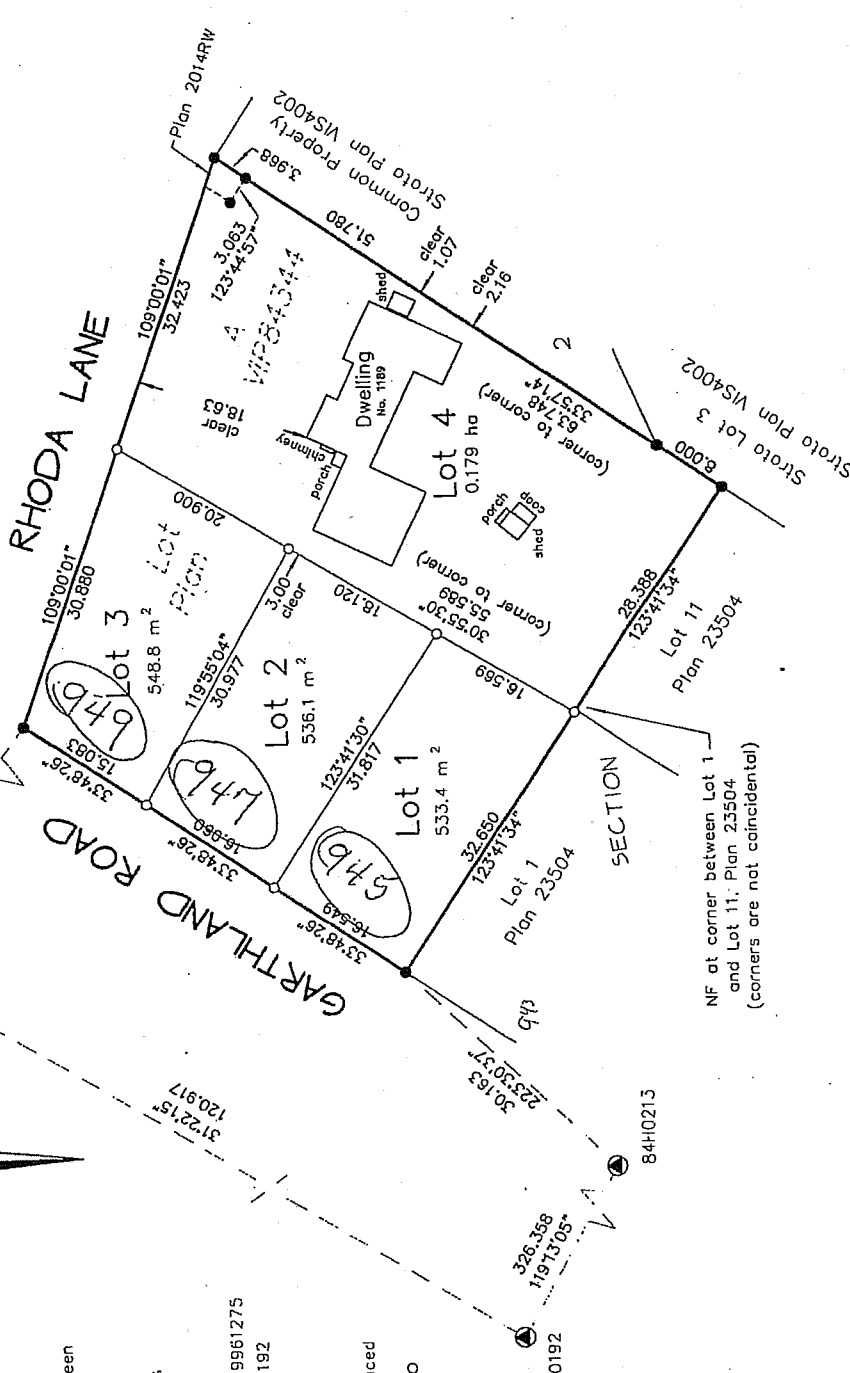 Plan 2014RW
RHODA LANE
109°00'01"
32.423
3.968
Common Property
Strata Plan VIS4002
3.063
123°44'57"
A
VIP84344
51.780
clear
1.07
clear
2.16
clear
18.63
shed
Dwelling
No. 1189
chimney
porch
Lot 4
0.179 ha
33°57'14"
63.748
(corner to corner)
2
8.000
Strata Lot 3
Strata Plan VIS4002
109°00'01"
30.880
Lot
Plan
20.900
Lot 3
548.8 m²
949
15.083
33°48'26"
119°55'04"
30.977
3.00
clear
18.120
30°55'30"
55.589
(corner to corner)
porch
coop
shed
Lot 2
536.1 m²
947
16.060
33°48'26"
123°41'30"
31.817
16.569
Lot 1
533.4 m²
945
16.549
33°48'26"
GARTHLAND ROAD
32.650
123°41'34"
28.388
123°41'34"
Lot 11
Plan 23504
Lot 1
Plan 23504
SECTION
NF at corner between Lot 1
and Lot 11, Plan 23504
(corners are not coincidental)
943
30.163
223°30'37"
31°22'15"
120.917
84H0213
326.358
119°13'05"
0192
een
9961275
192
ced